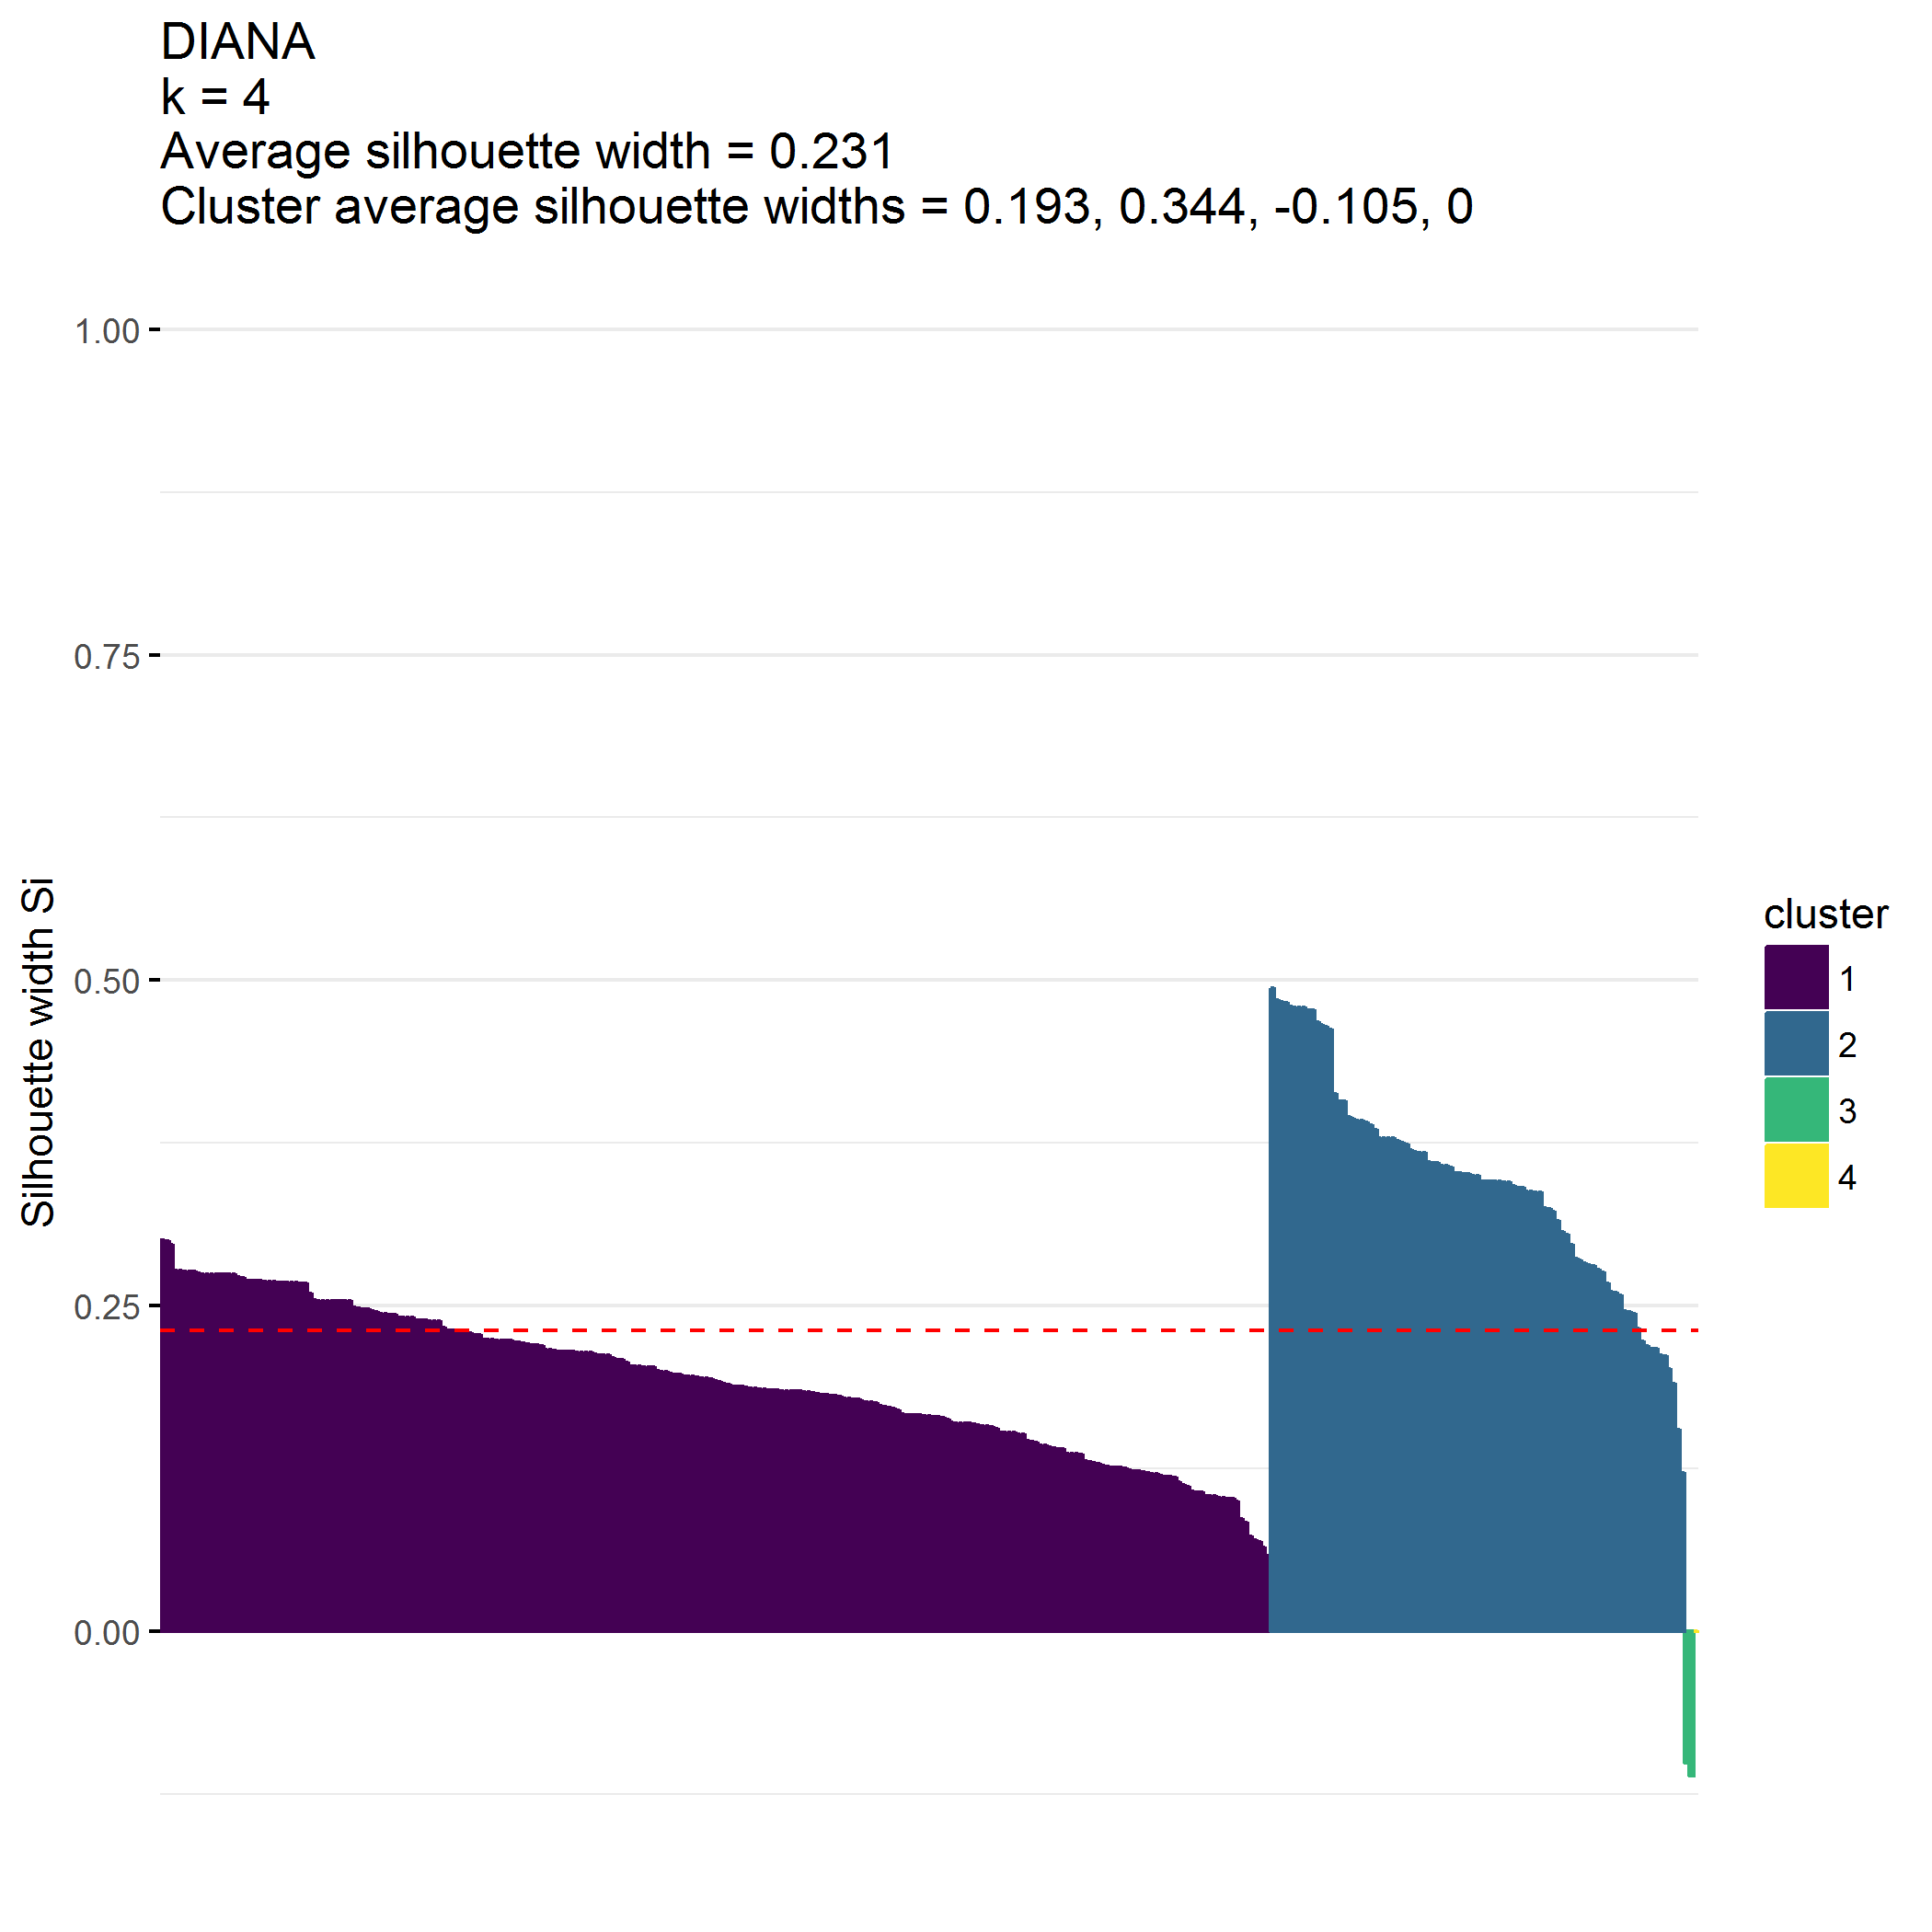 DIANA
k = 4
Average silhouette width = 0.231
Cluster average silhouette widths = 0.193, 0.344, -0.105, 0
1.00
0.75
0.50
0.25
0.00
Silhouette width Si
cluster
1
2
3
4